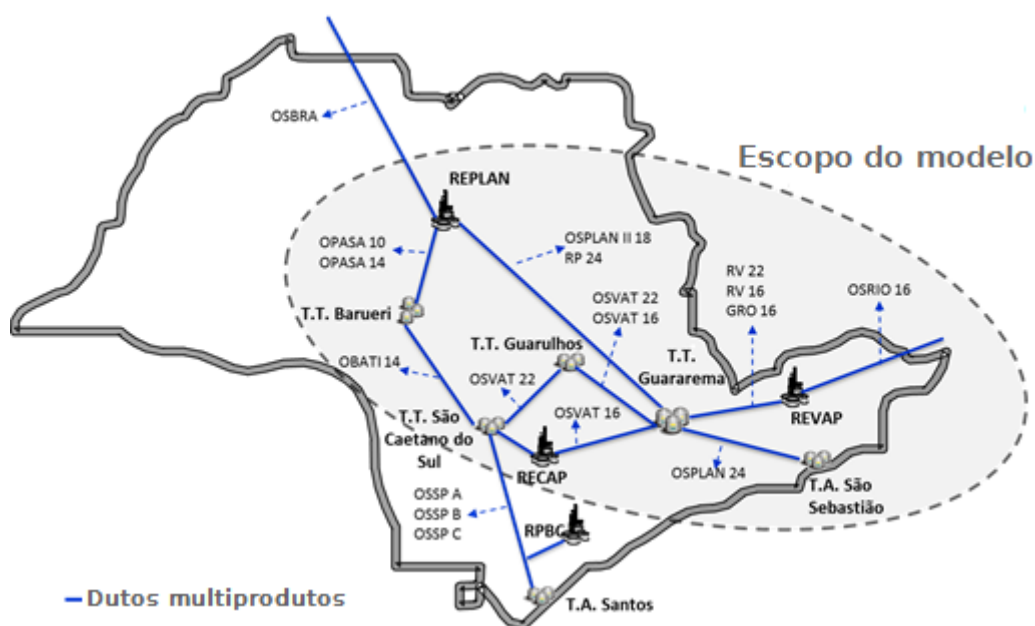 OSBRA
Escopo do modelo
REPLAN
OPASA 10
OPASA 14
OSPLAN II 18
RP 24
RV 22
RV 16
GRO 16
OSRIO 16
OSVAT 22
OSVAT 16
T.T. Barueri
T.T. Guarulhos
T.T.
Guararema
OBATI 14
OSVAT 22
T.T. São
Caetano do
Sul
OSVAT 16
REVAP
RECAP
OSPLAN 24
T.A. São
Sebastião
OSSP A
OSSP B
OSSP C
RPBC
Dutos multiprodutos
T.A. Santos